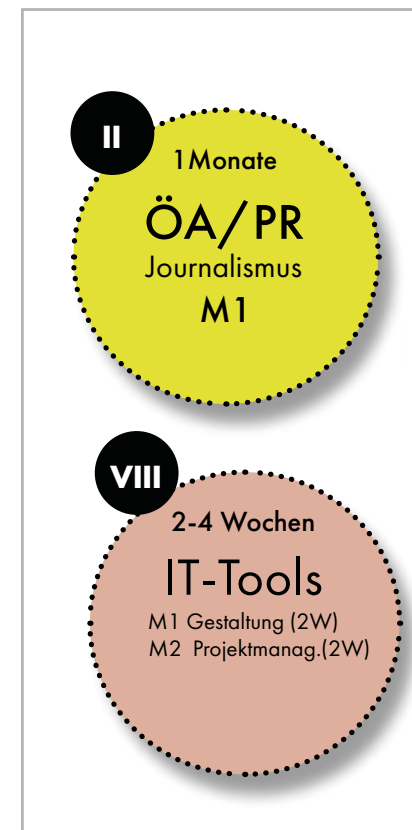 II
1Monate
ÖA/PR
Journalismus
M1
VIII
2-4 Wochen
IT-Tools
M1 Gestaltung (2W)
M2 Projektmanag.(2W)